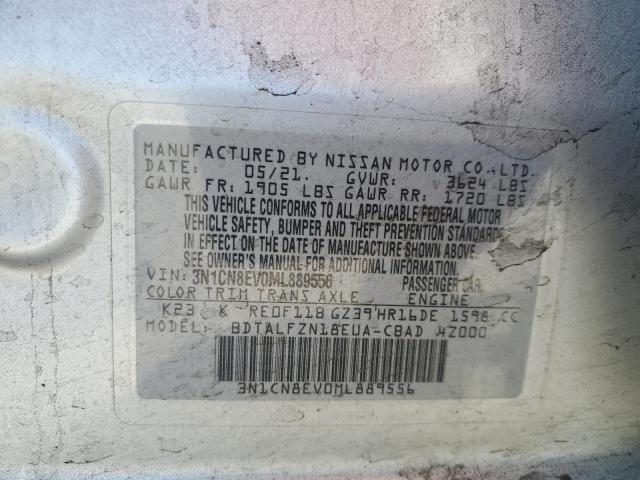 MANUFACTURED BY NISSAN MOTOR CO., LTD.
DATE: 05/21. GVWR: 3624 LBS
GAWR FR: 1905 LBS GAWR RR: 1720 LBS
THIS VEHICLE CONFORMS TO ALL APPLICABLE FEDERAL MOTOR
VEHICLE SAFETY, BUMPER AND THEFT PREVENTION STANDARDS
IN EFFECT ON THE DATE OF MANUFACTURE SHOWN ABOVE.
SEE OWNER'S MANUAL FOR ADDITIONAL INFORMATION.
VIN: 3N1CN8EV0ML889556 PASSENGER CAR
COLOR TRIM TRANS AXLE ENGINE
K23 K RE0F11B GZ39 HR16DE 1598 CC
MODEL: BDTALFZN18EUA-CBAD 4Z000
3N1CN8EV0ML889556